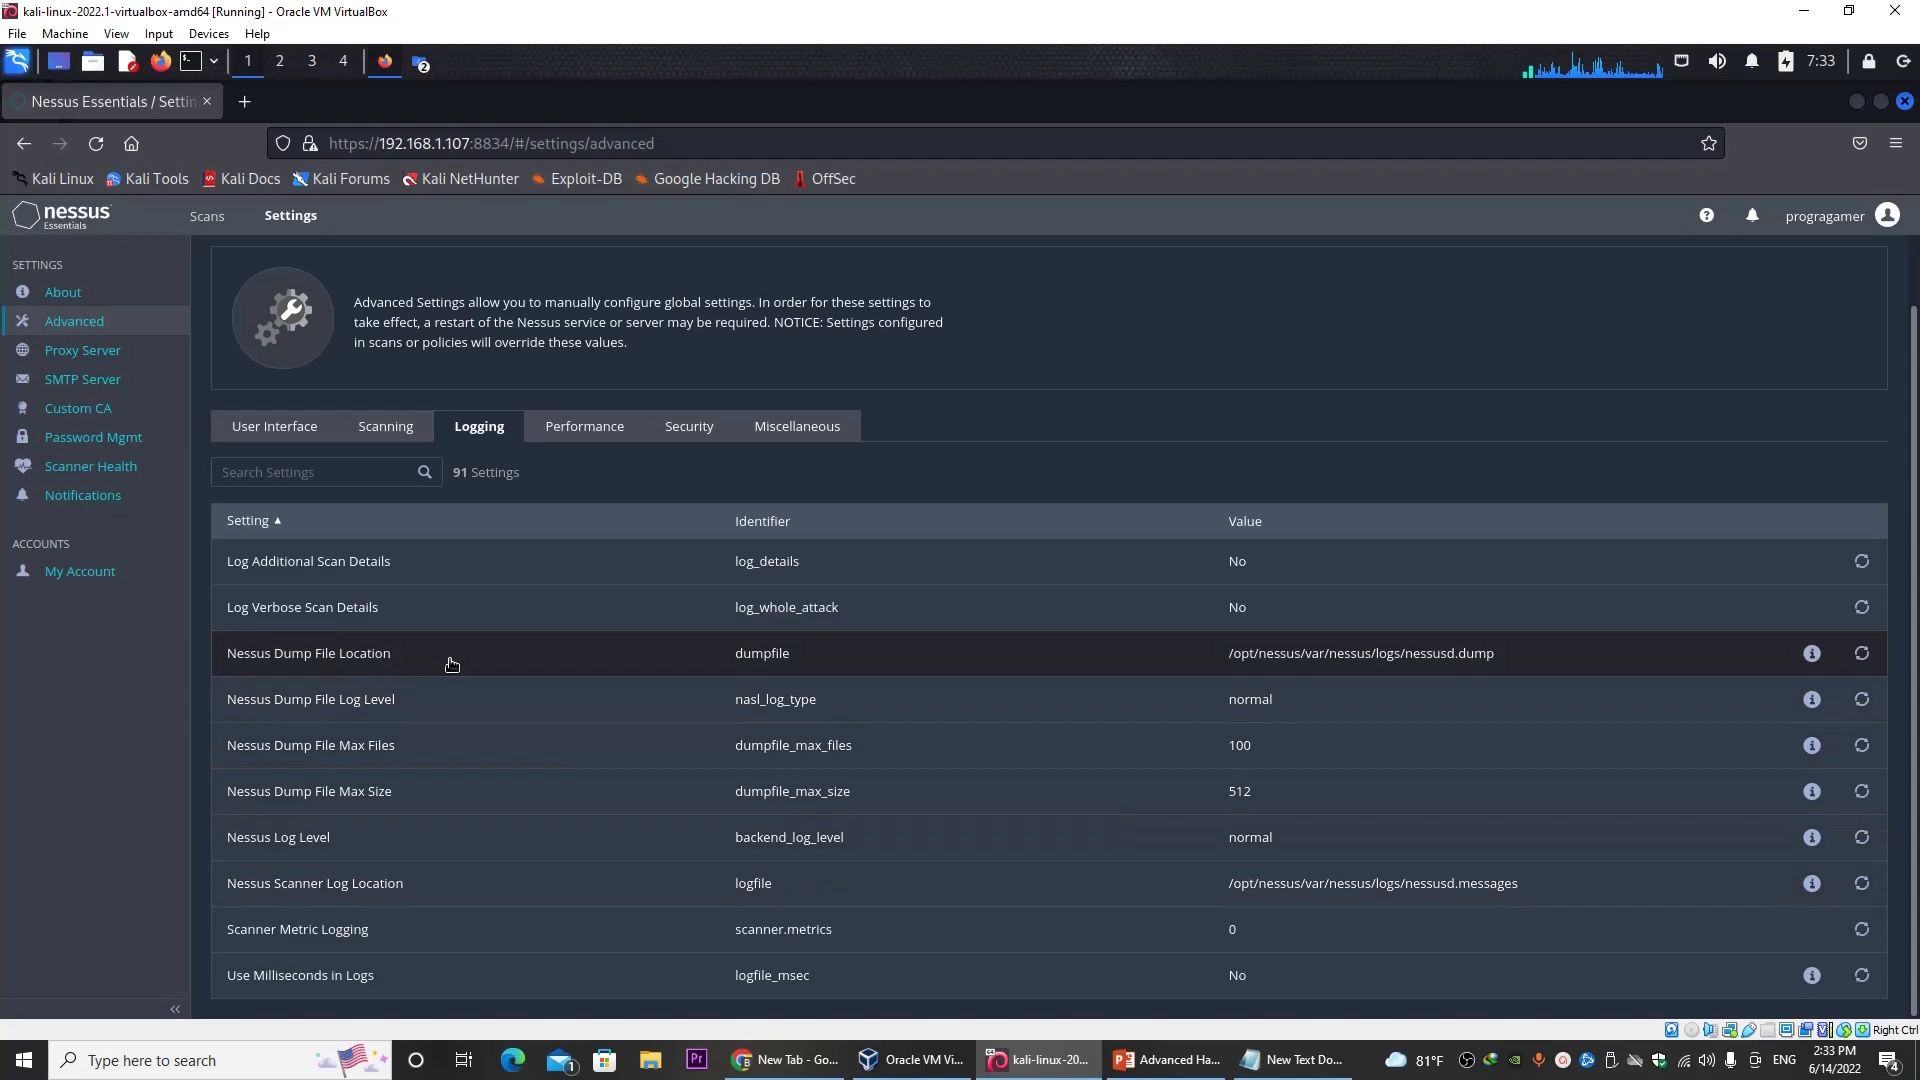 kali-linux-2022.1-virtualbox-amd64 [Running] - Oracle VM VirtualBox
File Machine View Input Devices Help
1 2 3 4 2 7:33
Nessus Essentials / Settin
https://192.168.1.107:8834/#/settings/advanced
Kali Linux Kali Tools Kali Docs Kali Forums Kali NetHunter Exploit-DB Google Hacking DB OffSec
nessus Essentials Scans Settings progragamer
SETTINGS
About
Advanced
Proxy Server
SMTP Server
Custom CA
Password Mgmt
Scanner Health
Notifications
ACCOUNTS
My Account
Advanced Settings allow you to manually configure global settings. In order for these settings to
take effect, a restart of the Nessus service or server may be required. NOTICE: Settings configured
in scans or policies will override these values.
User Interface Scanning Logging Performance Security Miscellaneous
Search Settings 91 Settings
Setting Identifier Value
Log Additional Scan Details log_details No
Log Verbose Scan Details log_whole_attack No
Nessus Dump File Location dumpfile /opt/nessus/var/nessus/logs/nessusd.dump
Nessus Dump File Log Level nasl_log_type normal
Nessus Dump File Max Files dumpfile_max_files 100
Nessus Dump File Max Size dumpfile_max_size 512
Nessus Log Level backend_log_level normal
Nessus Scanner Log Location logfile /opt/nessus/var/nessus/logs/nessusd.messages
Scanner Metric Logging scanner.metrics 0
Use Milliseconds in Logs logfile_msec No
Right Ctrl
Type here to search 1 Pr New Tab - Go... Oracle VM Vi... kali-linux-20... Advanced Ha... New Text Do... 81°F ENG 2:33 PM 4
6/14/2022